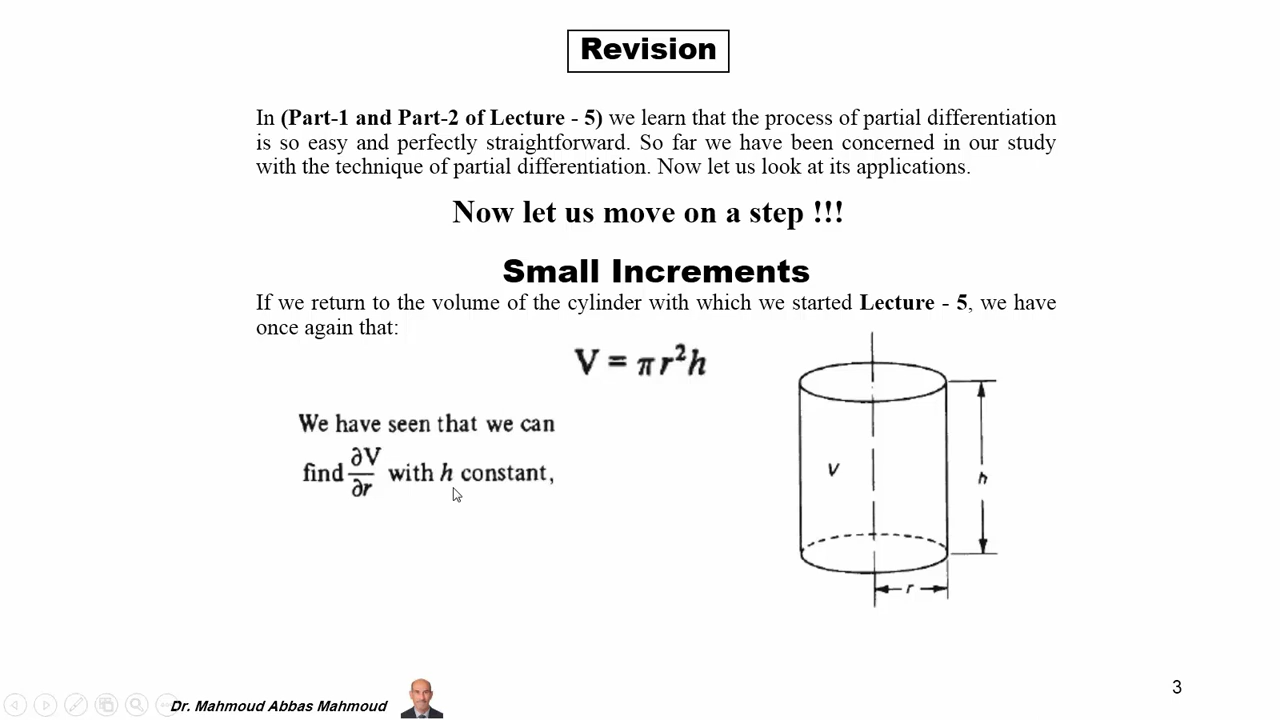 Revision
In (Part-1 and Part-2 of Lecture - 5) we learn that the process of partial differentiation
is so easy and perfectly straightforward. So far we have been concerned in our study
with the technique of partial differentiation. Now let us look at its applications.
Now let us move on a step !!!
Small Increments
If we return to the volume of the cylinder with which we started Lecture - 5, we have
once again that:
V = πr²h
We have seen that we can
find ∂V/∂r with h constant,
V
h
r
Dr. Mahmoud Abbas Mahmoud
3